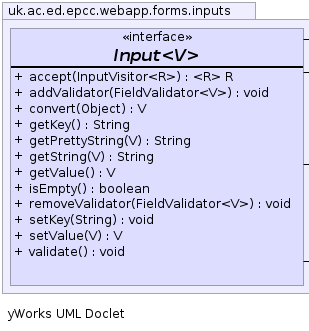 uk.ac.ed.epcc.webapp.forms.inputs
«interface»
Input<V>
+ accept(InputVisitor<R>) : <R> R
+ addValidator(FieldValidator<V>) : void
+ convert(Object) : V
+ getKey() : String
+ getPrettyString(V) : String
+ getString(V) : String
+ getValue() : V
+ isEmpty() : boolean
+ removeValidator(FieldValidator<V>) : void
+ setKey(String) : void
+ setValue(V) : V
+ validate() : void
yWorks UML Doclet